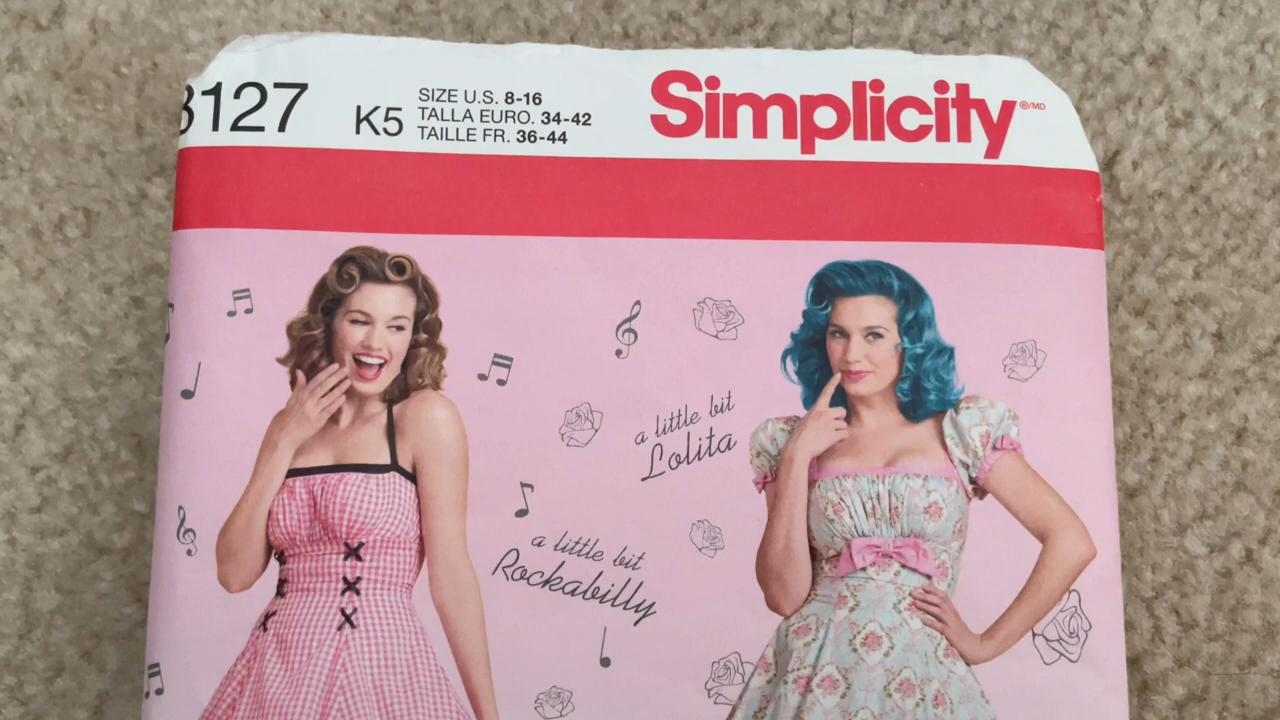 8127
K5
SIZE U.S. 8-16
TALLA EURO. 34-42
TAILLE FR. 36-44
Simplicity®/MD
a little bit
Lolita
a little bit
Rockabilly